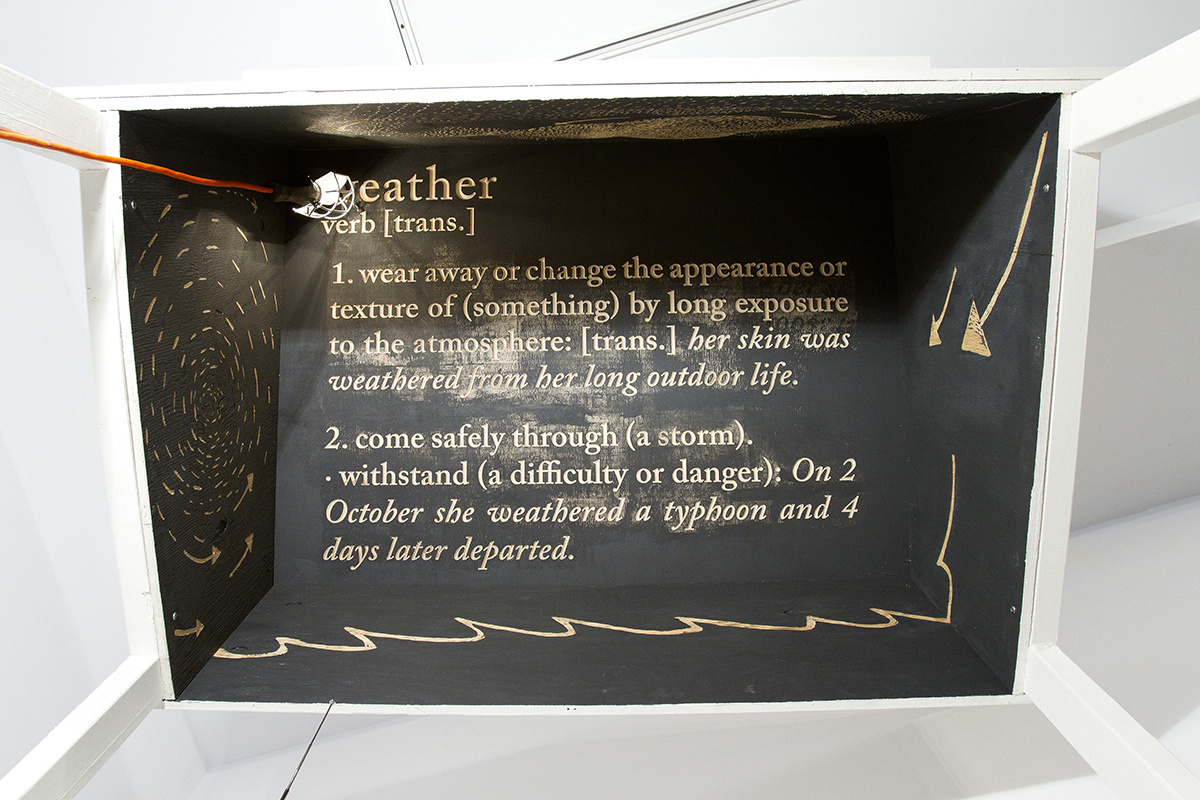 weather
verb [trans.]
1. wear away or change the appearance or
texture of (something) by long exposure
to the atmosphere: [trans.] her skin was
weathered from her long outdoor life.
2. come safely through (a storm).
· withstand (a difficulty or danger): On 2
October she weathered a typhoon and 4
days later departed.